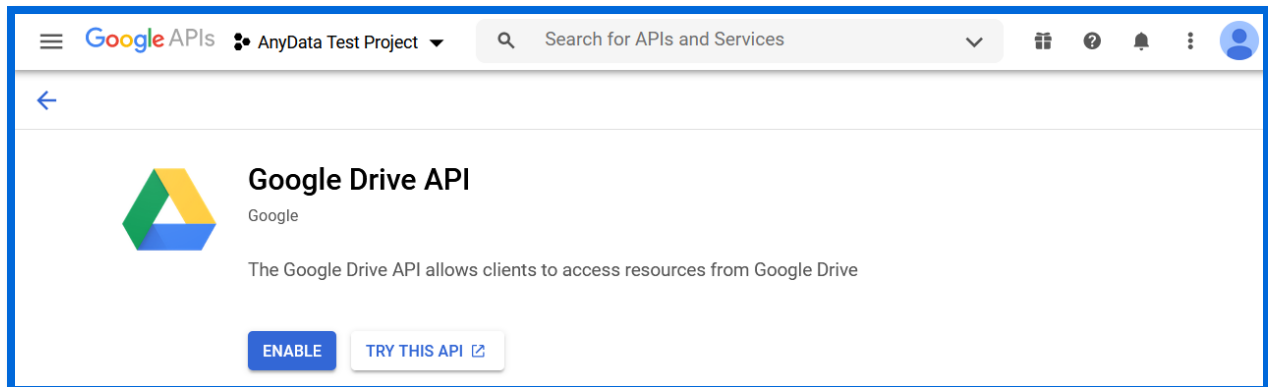 Google APIs AnyData Test Project Search for APIs and Services
Google Drive API
Google
The Google Drive API allows clients to access resources from Google Drive
ENABLE TRY THIS API